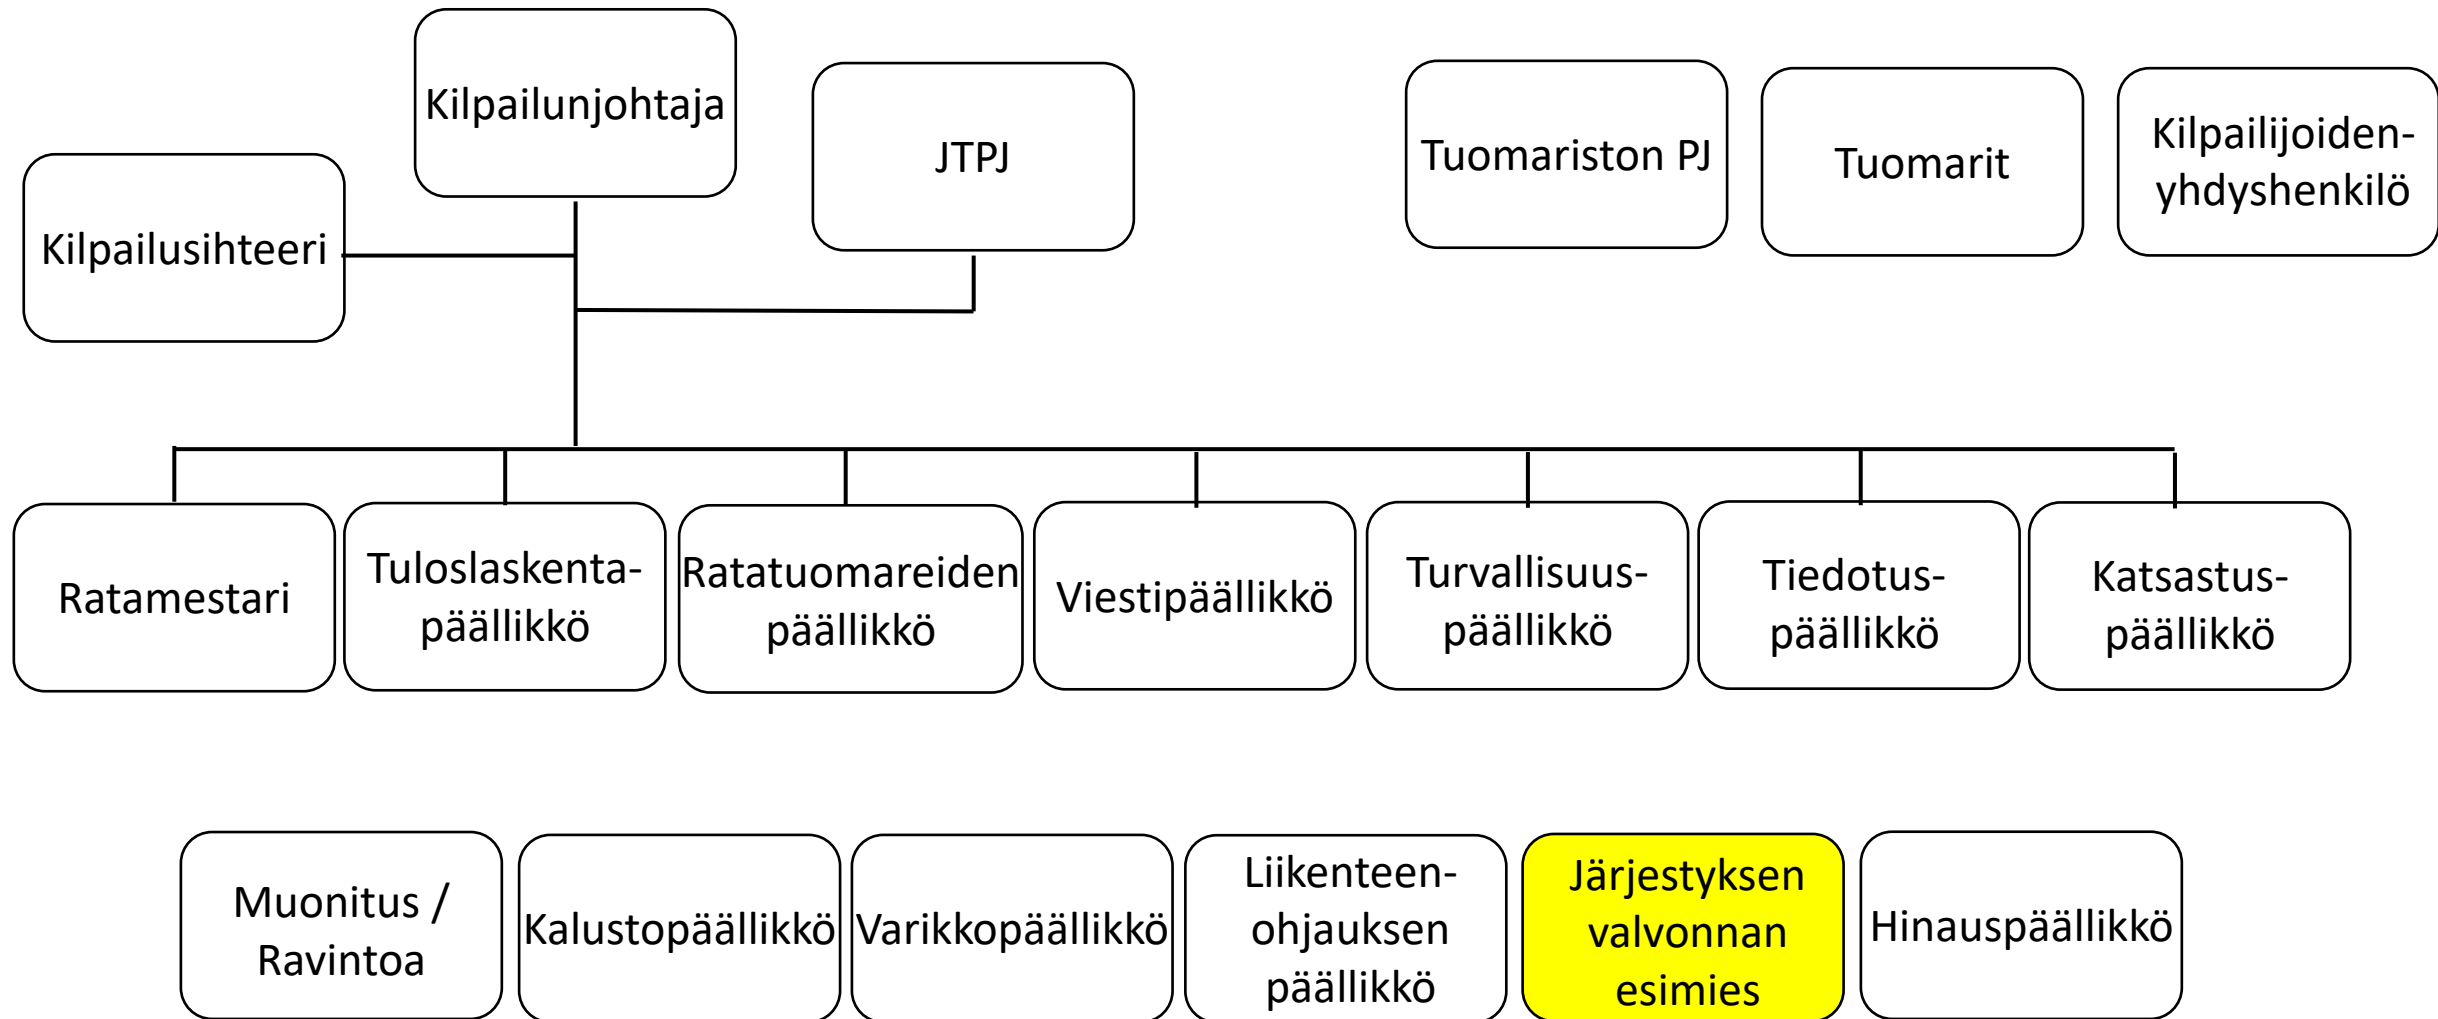 Kilpailunjohtaja
Kilpailusihteeri
JTPJ
Tuomariston PJ
Tuomarit
Kilpailijoiden-
yhdyshenkilö
Ratamestari
Tuloslaskenta-
päällikkö
Ratatuomareiden
päällikkö
Viestipäällikkö
Turvallisuus-
päällikkö
Tiedotus-
päällikkö
Katsastus-
päällikkö
Muonitus /
Ravintoa
Kalustopäällikkö
Varikkopäällikkö
Liikenteen-
ohjauksen
päällikkö
Järjestyksen
valvonnan
esimies
Hinauspäällikkö